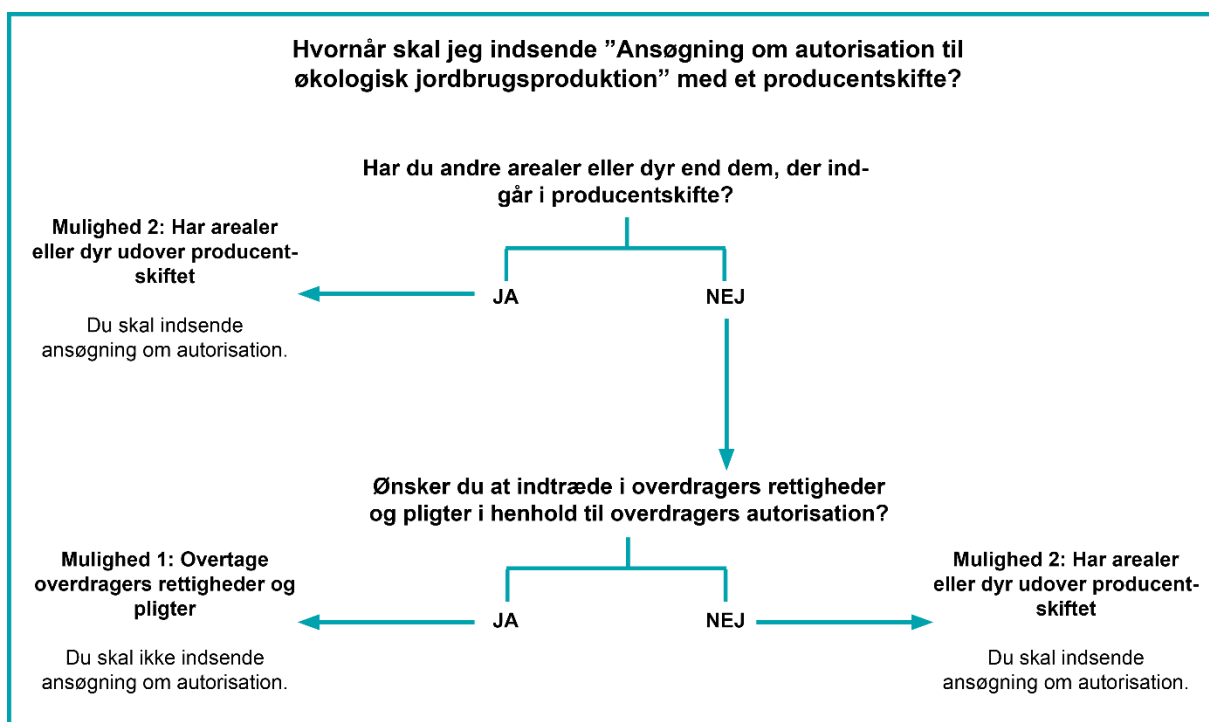 Hvornår skal jeg indsende ”Ansøgning om autorisation til
økologisk jordbrugsproduktion” med et producentskifte?
Har du andre arealer eller dyr end dem, der ind-
går i producentskifte?
Mulighed 2: Har arealer
eller dyr udover producent-
skiftet
JA
NEJ
Du skal indsende
ansøgning om autorisation.
Ønsker du at indtræde i overdragers rettigheder
og pligter i henhold til overdragers autorisation?
Mulighed 1: Overtage
overdragers rettigheder og
pligter
JA
NEJ
Mulighed 2: Har arealer
eller dyr udover producent-
skiftet
Du skal ikke indsende
ansøgning om autorisation.
Du skal indsende
ansøgning om autorisation.